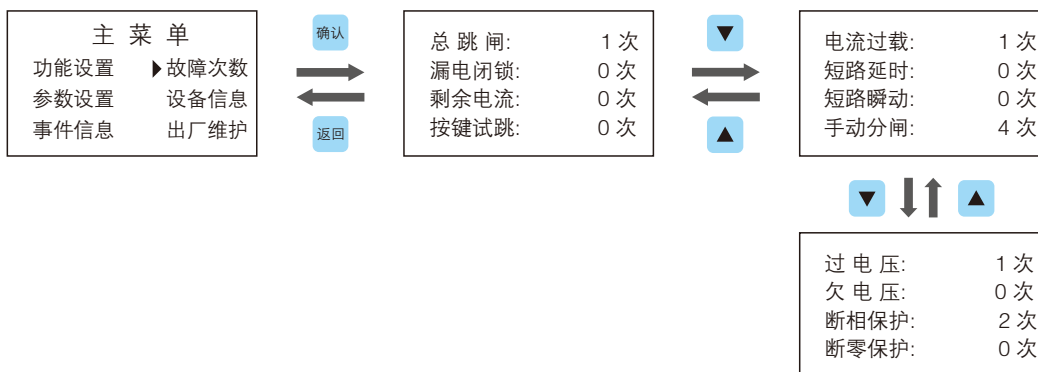 主 菜 单
功能设置 ▶故障次数
参数设置 设备信息
事件信息 出厂维护
确认
返回
总 跳 闸: 1 次
漏电闭锁: 0 次
剩余电流: 0 次
按键试跳: 0 次
▼
▲
电流过载: 1 次
短路延时: 0 次
短路瞬动: 0 次
手动分闸: 4 次
▼ ▲
过 电 压: 1 次
欠 电 压: 0 次
断相保护: 2 次
断零保护: 0 次